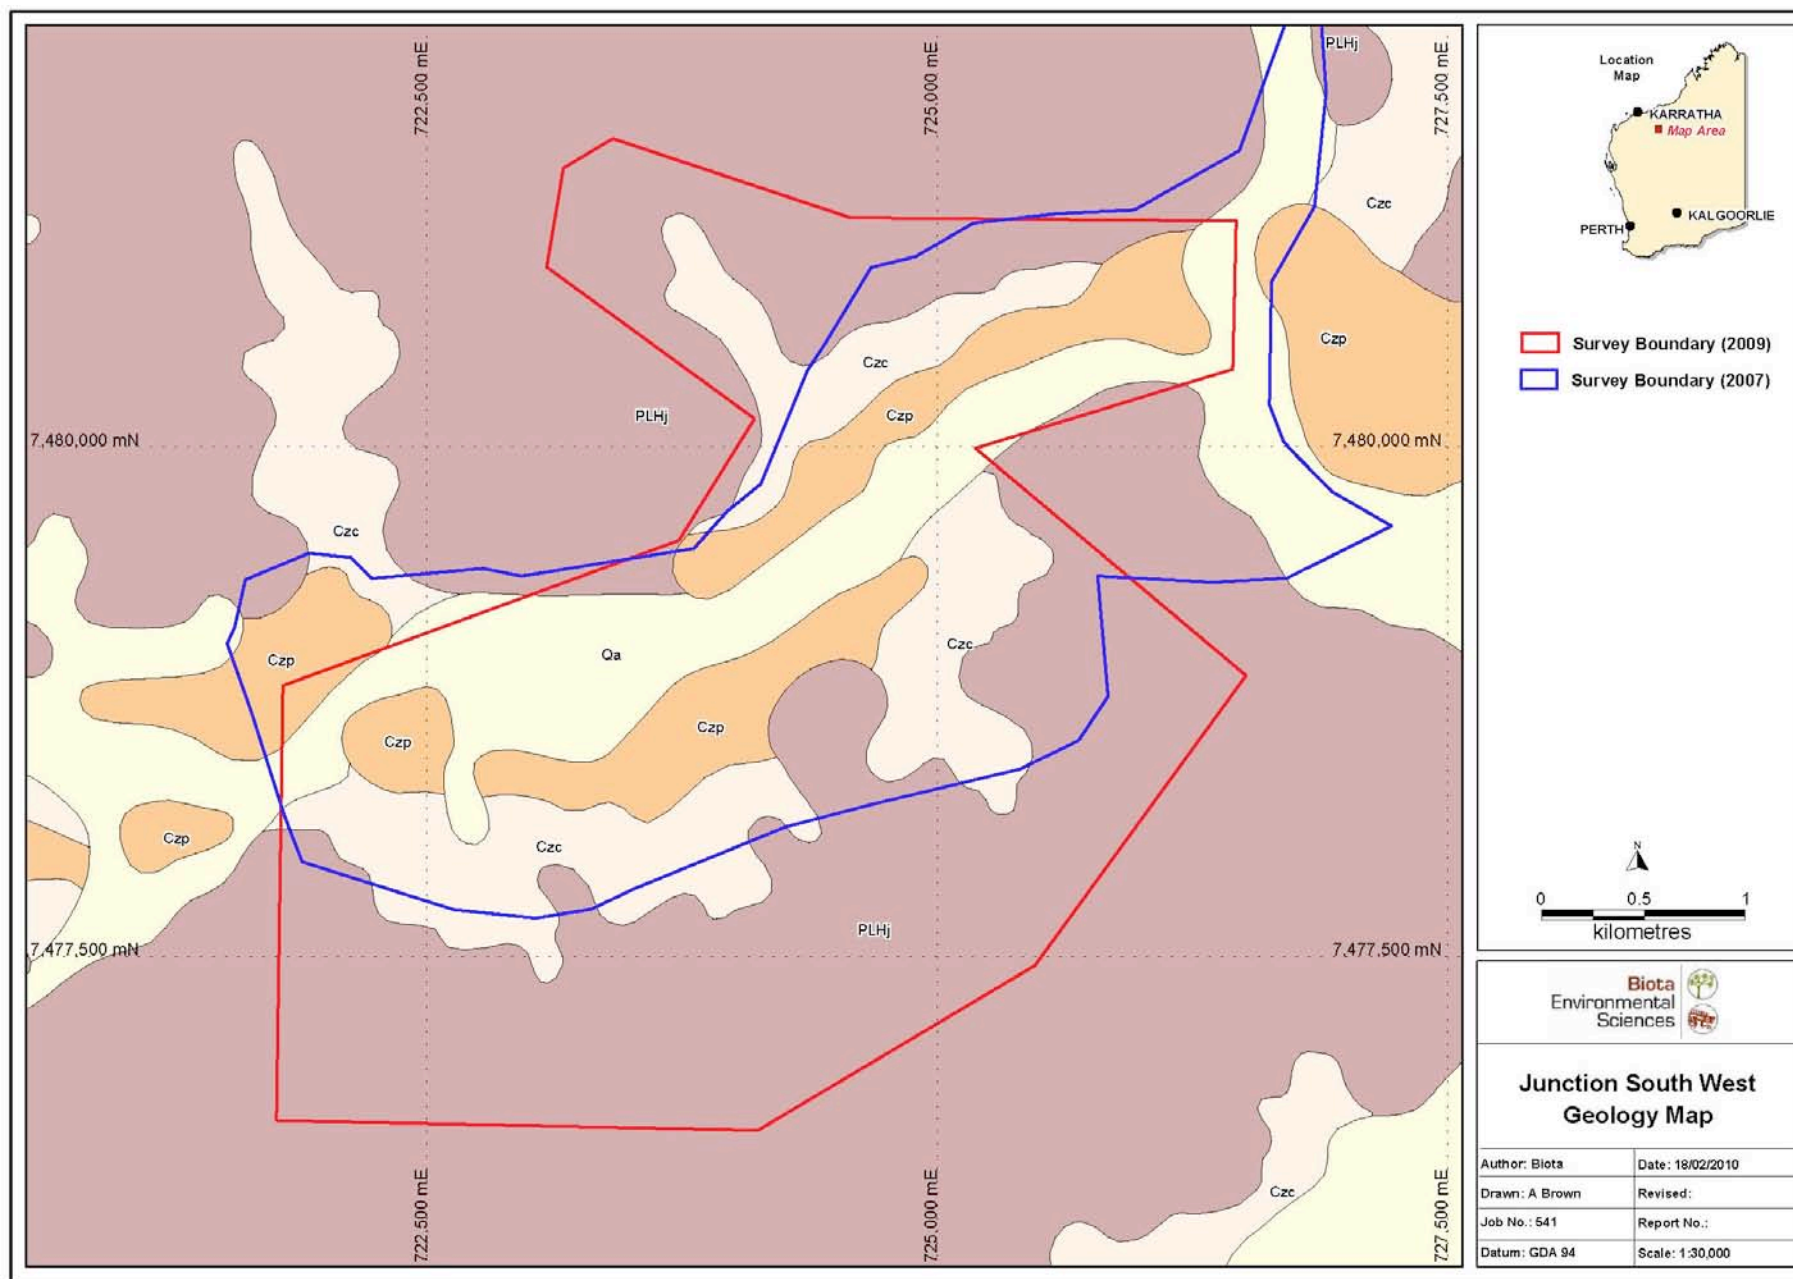 722,500 mE
725,000 mE
727,500 mE
PLHj
Czc
Czp
Czc
PLHj
Czp
7,480,000 mN
7,480,000 mN
Czc
Czc
Qa
Czp
Czp
Czp
Czp
Czc
PLHj
7,477,500 mN
7,477,500 mN
Czc
722,500 mE
725,000 mE
727,500 mE
Location
Map
KARRATHA
Map Area
KALGOORLIE
PERTH
Survey Boundary (2009)
Survey Boundary (2007)
N
0 0.5 1
kilometres
Biota
Environmental
Sciences
Junction South West
Geology Map
Author: Biota
Date: 18/02/2010
Drawn: A Brown
Revised:
Job No.: 541
Report No.:
Datum: GDA 94
Scale: 1:30,000